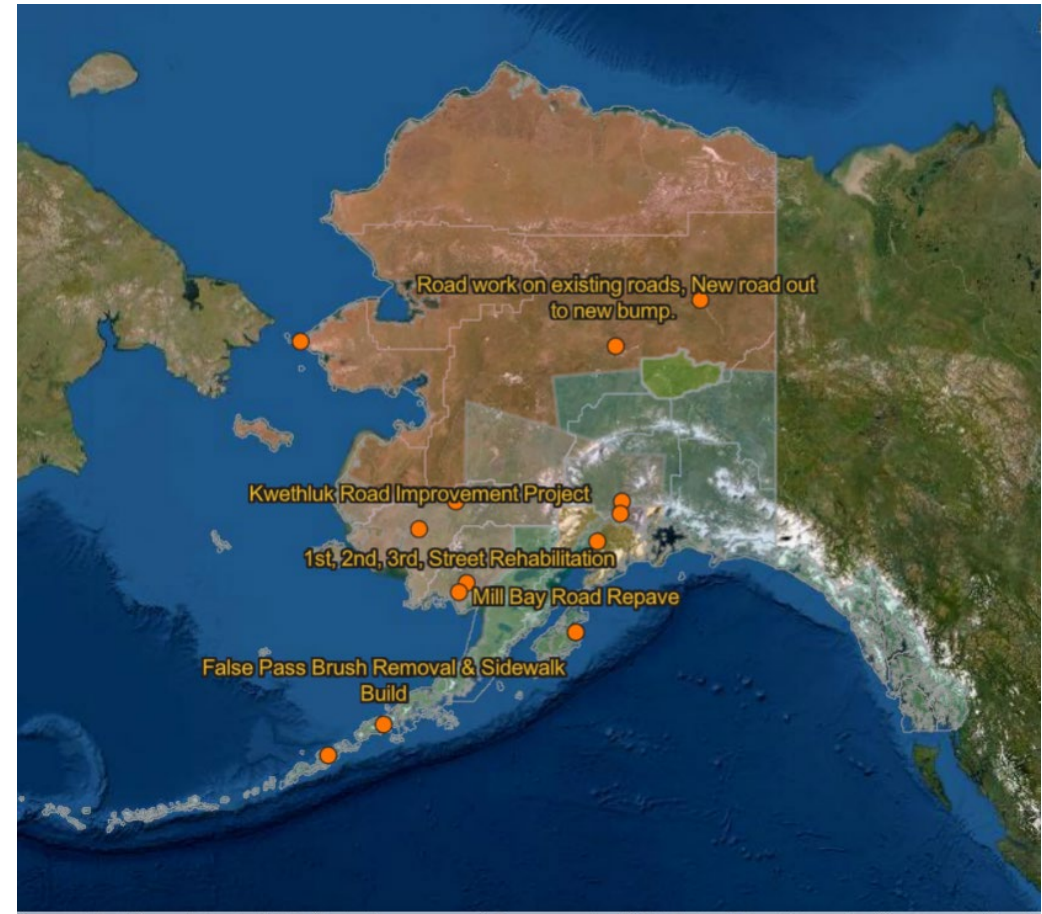 Road work on existing roads, New road out
to new bump.
Kwethluk Road Improvement Project
1st, 2nd, 3rd, Street Rehabilitation
Mill Bay Road Repave
False Pass Brush Removal & Sidewalk
Build